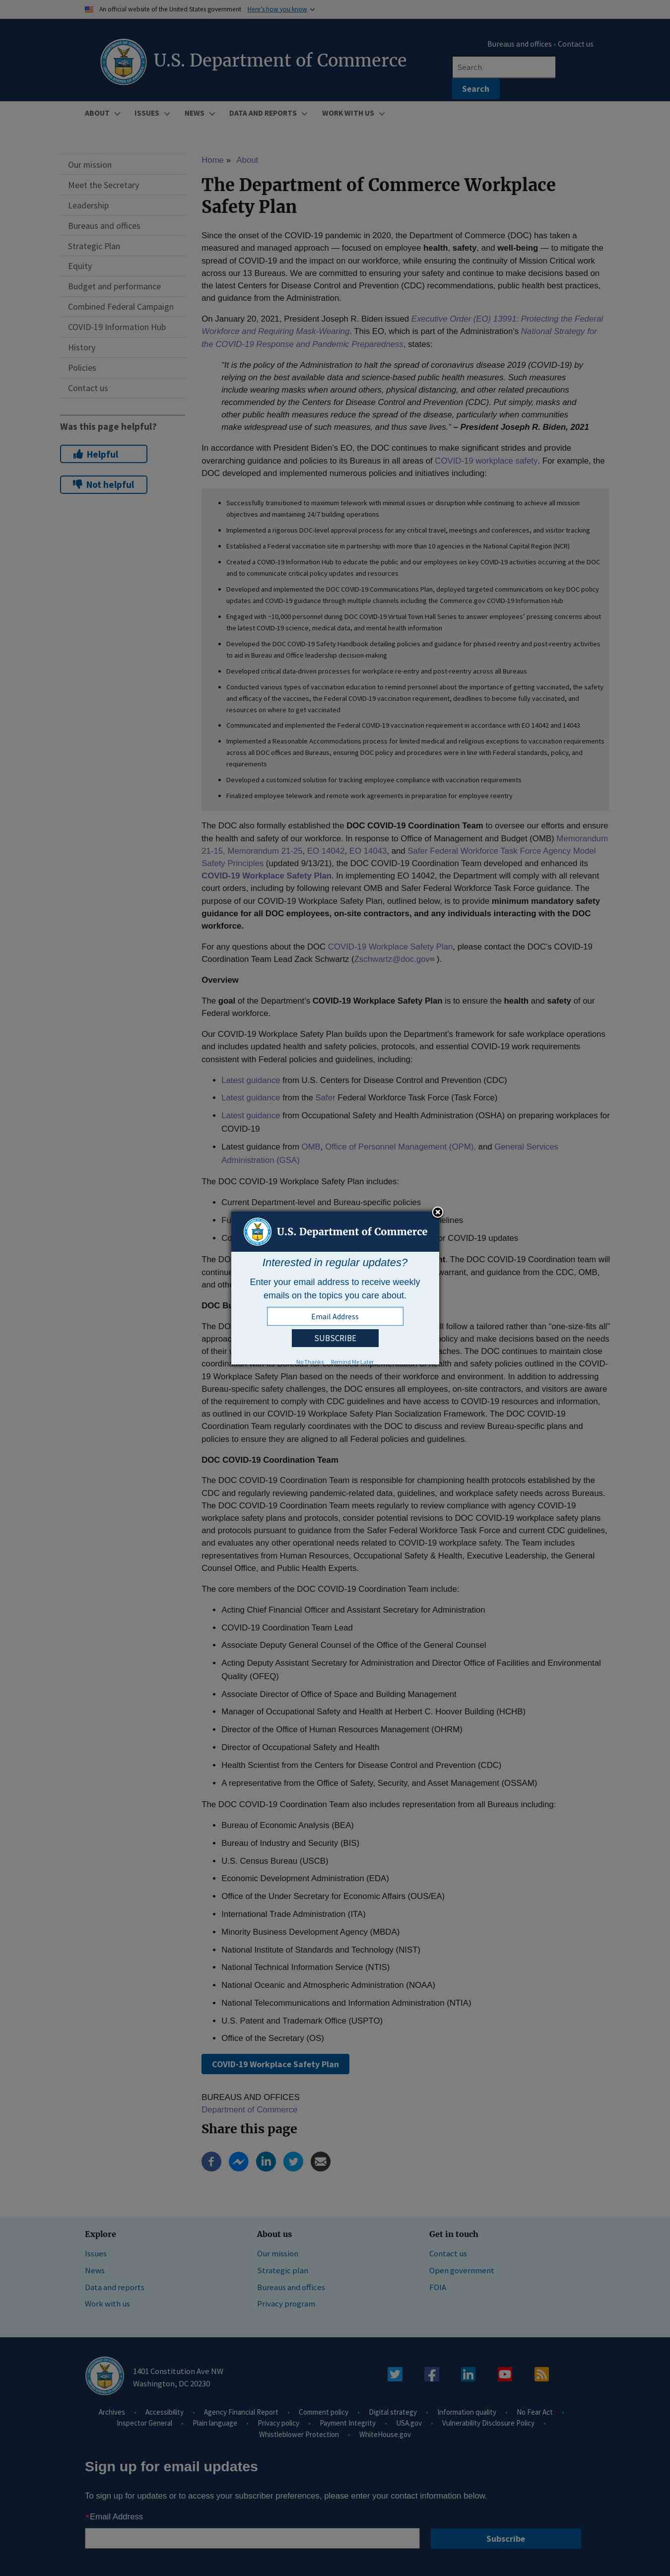 An official website of the United States government Here's how you know
Bureaus and offices - Contact us
U.S. Department of Commerce
Search
Search
ABOUT ISSUES NEWS DATA AND REPORTS WORK WITH US
Our mission
Meet the Secretary
Leadership
Bureaus and offices
Strategic Plan
Equity
Budget and performance
Combined Federal Campaign
COVID-19 Information Hub
History
Policies
Contact us
Was this page helpful?
Helpful
Not helpful
Home » About
The Department of Commerce Workplace
Safety Plan
Since the onset of the COVID-19 pandemic in 2020, the Department of Commerce (DOC) has taken a
measured and managed approach — focused on employee health, safety, and well-being — to mitigate the
spread of COVID-19 and the impact on our workforce, while ensuring the continuity of Mission Critical work
across our 13 Bureaus. We are committed to ensuring your safety and continue to make decisions based on
the latest Centers for Disease Control and Prevention (CDC) recommendations, public health best practices,
and guidance from the Administration.
On January 20, 2021, President Joseph R. Biden issued Executive Order (EO) 13991: Protecting the Federal
Workforce and Requiring Mask-Wearing. This EO, which is part of the Administration's National Strategy for
the COVID-19 Response and Pandemic Preparedness, states:
"It is the policy of the Administration to halt the spread of coronavirus disease 2019 (COVID-19) by
relying on the best available data and science-based public health measures. Such measures
include wearing masks when around others, physical distancing, and other related precautions
recommended by the Centers for Disease Control and Prevention (CDC). Put simply, masks and
other public health measures reduce the spread of the disease, particularly when communities
make widespread use of such measures, and thus save lives." – President Joseph R. Biden, 2021
In accordance with President Biden's EO, the DOC continues to make significant strides and provide
overarching guidance and policies to its Bureaus in all areas of COVID-19 workplace safety. For example, the
DOC developed and implemented numerous policies and initiatives including:
Successfully transitioned to maximum telework with minimal issues or disruption while continuing to achieve all mission
objectives and maintaining 24/7 building operations
Implemented a rigorous DOC-level approval process for any critical travel, meetings and conferences, and visitor tracking
Established a Federal vaccination site in partnership with more than 10 agencies in the National Capital Region (NCR)
Created a COVID-19 Information Hub to educate the public and our employees on key COVID-19 activities occurring at the DOC
and to communicate critical policy updates and resources
Developed and implemented the DOC COVID-19 Communications Plan, deployed targeted communications on key DOC policy
updates and COVID-19 guidance through multiple channels including the Commerce.gov COVID-19 Information Hub
Engaged with ~10,000 personnel during DOC COVID-19 Virtual Town Hall Series to answer employees' pressing concerns about
the latest COVID-19 science, medical data, and mental health information
Developed the DOC COVID-19 Safety Handbook detailing policies and guidance for phased reentry and post-reentry activities
to aid in Bureau and Office leadership decision-making
Developed critical data-driven processes for workplace re-entry and post-reentry across all Bureaus
Conducted various types of vaccination education to remind personnel about the importance of getting vaccinated, the safety
and efficacy of the vaccines, the Federal COVID-19 vaccination requirement, deadlines to become fully vaccinated, and
resources on where to get vaccinated
Communicated and implemented the Federal COVID-19 vaccination requirement in accordance with EO 14042 and 14043
Implemented a Reasonable Accommodations process for limited medical and religious exceptions to vaccination requirements
across all DOC offices and Bureaus, ensuring DOC policy and procedures were in line with Federal standards, policy, and
requirements
Developed a customized solution for tracking employee compliance with vaccination requirements
Finalized employee telework and remote work agreements in preparation for employee reentry
The DOC also formally established the DOC COVID-19 Coordination Team to oversee our efforts and ensure
the health and safety of our workforce. In response to Office of Management and Budget (OMB) Memorandum
21-15, Memorandum 21-25, EO 14042, EO 14043, and Safer Federal Workforce Task Force Agency Model
Safety Principles (updated 9/13/21), the DOC COVID-19 Coordination Team developed and enhanced its
COVID-19 Workplace Safety Plan. In implementing EO 14042, the Department will comply with all relevant
court orders, including by following relevant OMB and Safer Federal Workforce Task Force guidance. The
purpose of our COVID-19 Workplace Safety Plan, outlined below, is to provide minimum mandatory safety
guidance for all DOC employees, on-site contractors, and any individuals interacting with the DOC
workforce.
For any questions about the DOC COVID-19 Workplace Safety Plan, please contact the DOC's COVID-19
Coordination Team Lead Zack Schwartz (Zschwartz@doc.gov ).
Overview
The goal of the Department's COVID-19 Workplace Safety Plan is to ensure the health and safety of our
Federal workforce.
Our COVID-19 Workplace Safety Plan builds upon the Department's framework for safe workplace operations
and includes updated health and safety policies, protocols, and essential COVID-19 work requirements
consistent with Federal policies and guidelines, including:
Latest guidance from U.S. Centers for Disease Control and Prevention (CDC)
Latest guidance from the Safer Federal Workforce Task Force (Task Force)
Latest guidance from Occupational Safety and Health Administration (OSHA) on preparing workplaces for
COVID-19
Latest guidance from OMB, Office of Personnel Management (OPM), and General Services
Administration (GSA)
The DOC COVID-19 Workplace Safety Plan includes:
Current Department-level and Bureau-specific policies
U.S. Department of Commerce
Interested in regular updates?
Enter your email address to receive weekly
emails on the topics you care about.
Email Address
SUBSCRIBE
No Thanks Remind Me Later
for COVID-19 updates
The DOC COVID-19 Coordination Team will
warrant, and guidance from the CDC, OMB,
follow a tailored rather than "one-size-fits all"
policy and make decisions based on the needs of
coordination with its Bureaus on overall implementation of health and safety policies outlined in the COVID-19
Workplace Safety Plan based on the needs of their workforce and environment. In addition to addressing
Bureau-specific safety challenges, the DOC ensures all employees, on-site contractors, and visitors are aware
of the requirement to comply with CDC guidelines and have access to COVID-19 resources and information,
as outlined in our COVID-19 Workplace Safety Plan Socialization Framework. The DOC COVID-19
Coordination Team regularly coordinates with the DOC to discuss and review Bureau-specific plans and
policies to ensure they are aligned to all Federal policies and guidelines.
DOC COVID-19 Coordination Team
The DOC COVID-19 Coordination Team is responsible for championing health protocols established by the
CDC and regularly reviewing pandemic-related data, guidelines, and workplace safety needs across Bureaus.
The DOC COVID-19 Coordination Team meets regularly to review compliance with agency COVID-19
workplace safety plans and protocols, consider potential revisions to DOC COVID-19 workplace safety plans
and protocols pursuant to guidance from the Safer Federal Workforce Task Force and current CDC guidelines,
and evaluates any other operational needs related to COVID-19 workplace safety. The Team includes
representatives from Human Resources, Occupational Safety & Health, Executive Leadership, the General
Counsel Office, and Public Health Experts.
The core members of the DOC COVID-19 Coordination Team include:
Acting Chief Financial Officer and Assistant Secretary for Administration
COVID-19 Coordination Team Lead
Associate Deputy General Counsel of the Office of the General Counsel
Acting Deputy Assistant Secretary for Administration and Director Office of Facilities and Environmental
Quality (OFEQ)
Associate Director of Office of Space and Building Management
Manager of Occupational Safety and Health at Herbert C. Hoover Building (HCHB)
Director of the Office of Human Resources Management (OHRM)
Director of Occupational Safety and Health
Health Scientist from the Centers for Disease Control and Prevention (CDC)
A representative from the Office of Safety, Security, and Asset Management (OSSAM)
The DOC COVID-19 Coordination Team also includes representation from all Bureaus including:
Bureau of Economic Analysis (BEA)
Bureau of Industry and Security (BIS)
U.S. Census Bureau (USCB)
Economic Development Administration (EDA)
Office of the Under Secretary for Economic Affairs (OUS/EA)
International Trade Administration (ITA)
Minority Business Development Agency (MBDA)
National Institute of Standards and Technology (NIST)
National Technical Information Service (NTIS)
National Oceanic and Atmospheric Administration (NOAA)
National Telecommunications and Information Administration (NTIA)
U.S. Patent and Trademark Office (USPTO)
Office of the Secretary (OS)
COVID-19 Workplace Safety Plan
BUREAUS AND OFFICES
Department of Commerce
Share this page
Explore About us Get in touch
Issues Our mission Contact us
News Strategic plan Open government
Data and reports Bureaus and offices FOIA
Work with us Privacy program
1401 Constitution Ave NW
Washington, DC 20230
Archives - Accessibility - Agency Financial Report - Comment policy - Digital strategy - Information quality - No Fear Act -
Inspector General - Plain language - Privacy policy - Payment Integrity - USA.gov - Vulnerability Disclosure Policy -
Whistleblower Protection - WhiteHouse.gov
Sign up for email updates
To sign up for updates or to access your subscriber preferences, please enter your contact information below.
*Email Address
Subscribe